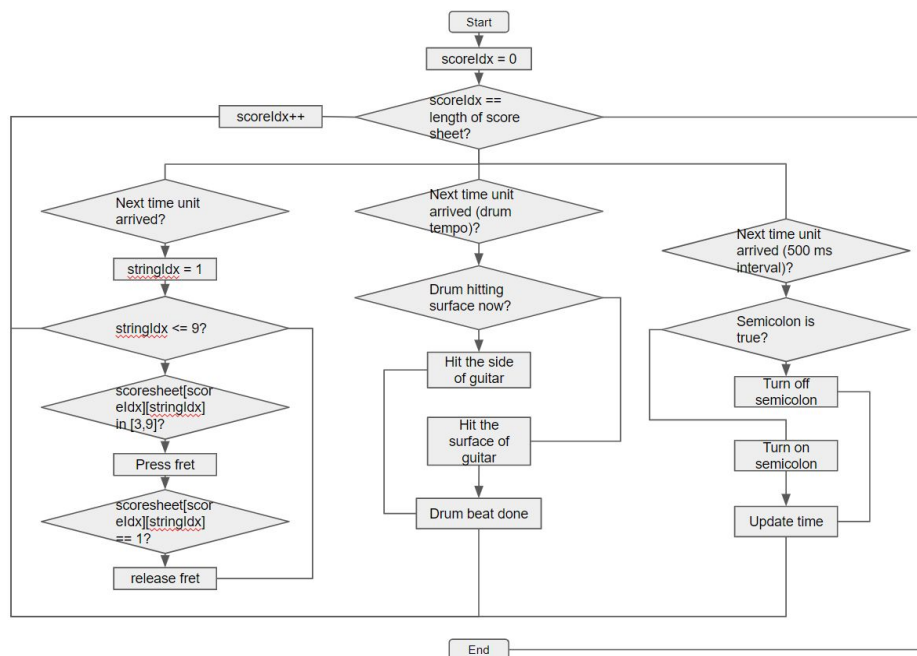 Start
scoreIdx = 0
scoreIdx ==
length of score
sheet?
scoreIdx++
Next time unit
arrived?
stringIdx = 1
stringIdx <= 9?
scoresheet[scor
eIdx][stringIdx]
in [3,9]?
Press fret
scoresheet[scor
eIdx][stringIdx]
== 1?
release fret
Next time unit
arrived (drum
tempo)?
Drum hitting
surface now?
Hit the side
of guitar
Hit the
surface of
guitar
Drum beat done
Next time unit
arrived (500 ms
interval)?
Semicolon is
true?
Turn off
semicolon
Turn on
semicolon
Update time
End